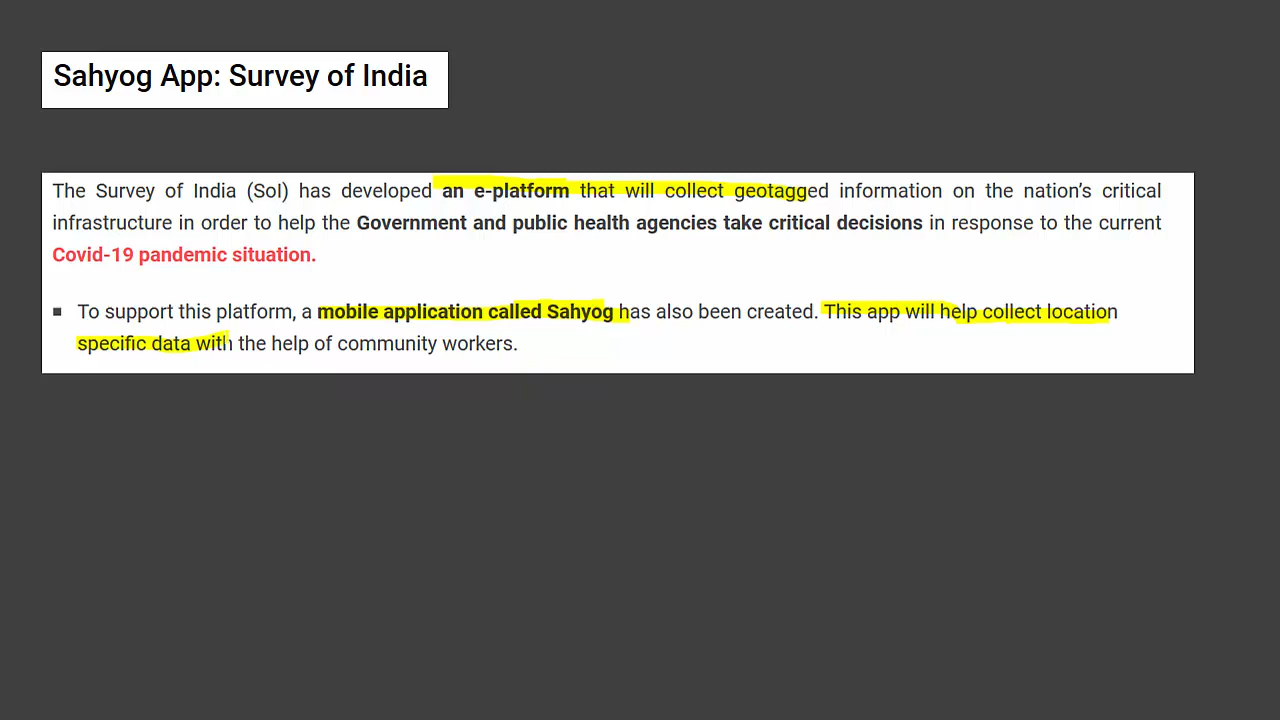 Sahyog App: Survey of India
The Survey of India (SoI) has developed an e-platform that will collect geotagged information on the nation’s critical
infrastructure in order to help the Government and public health agencies take critical decisions in response to the current
Covid-19 pandemic situation.
▪ To support this platform, a mobile application called Sahyog has also been created. This app will help collect location
specific data with the help of community workers.